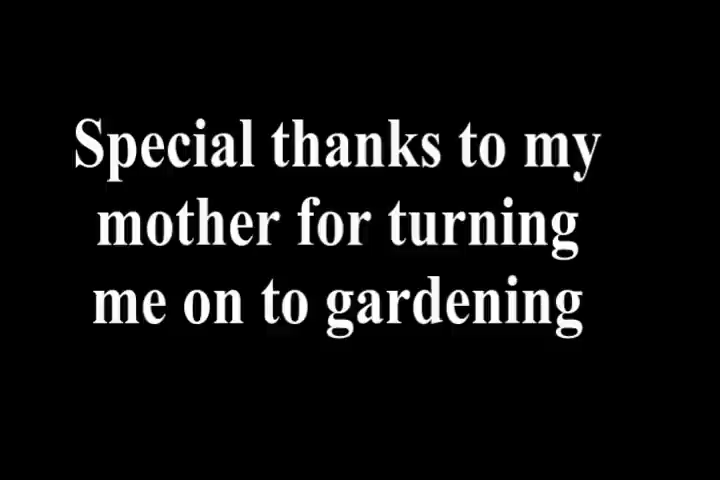 Special thanks to my
mother for turning
me on to gardening